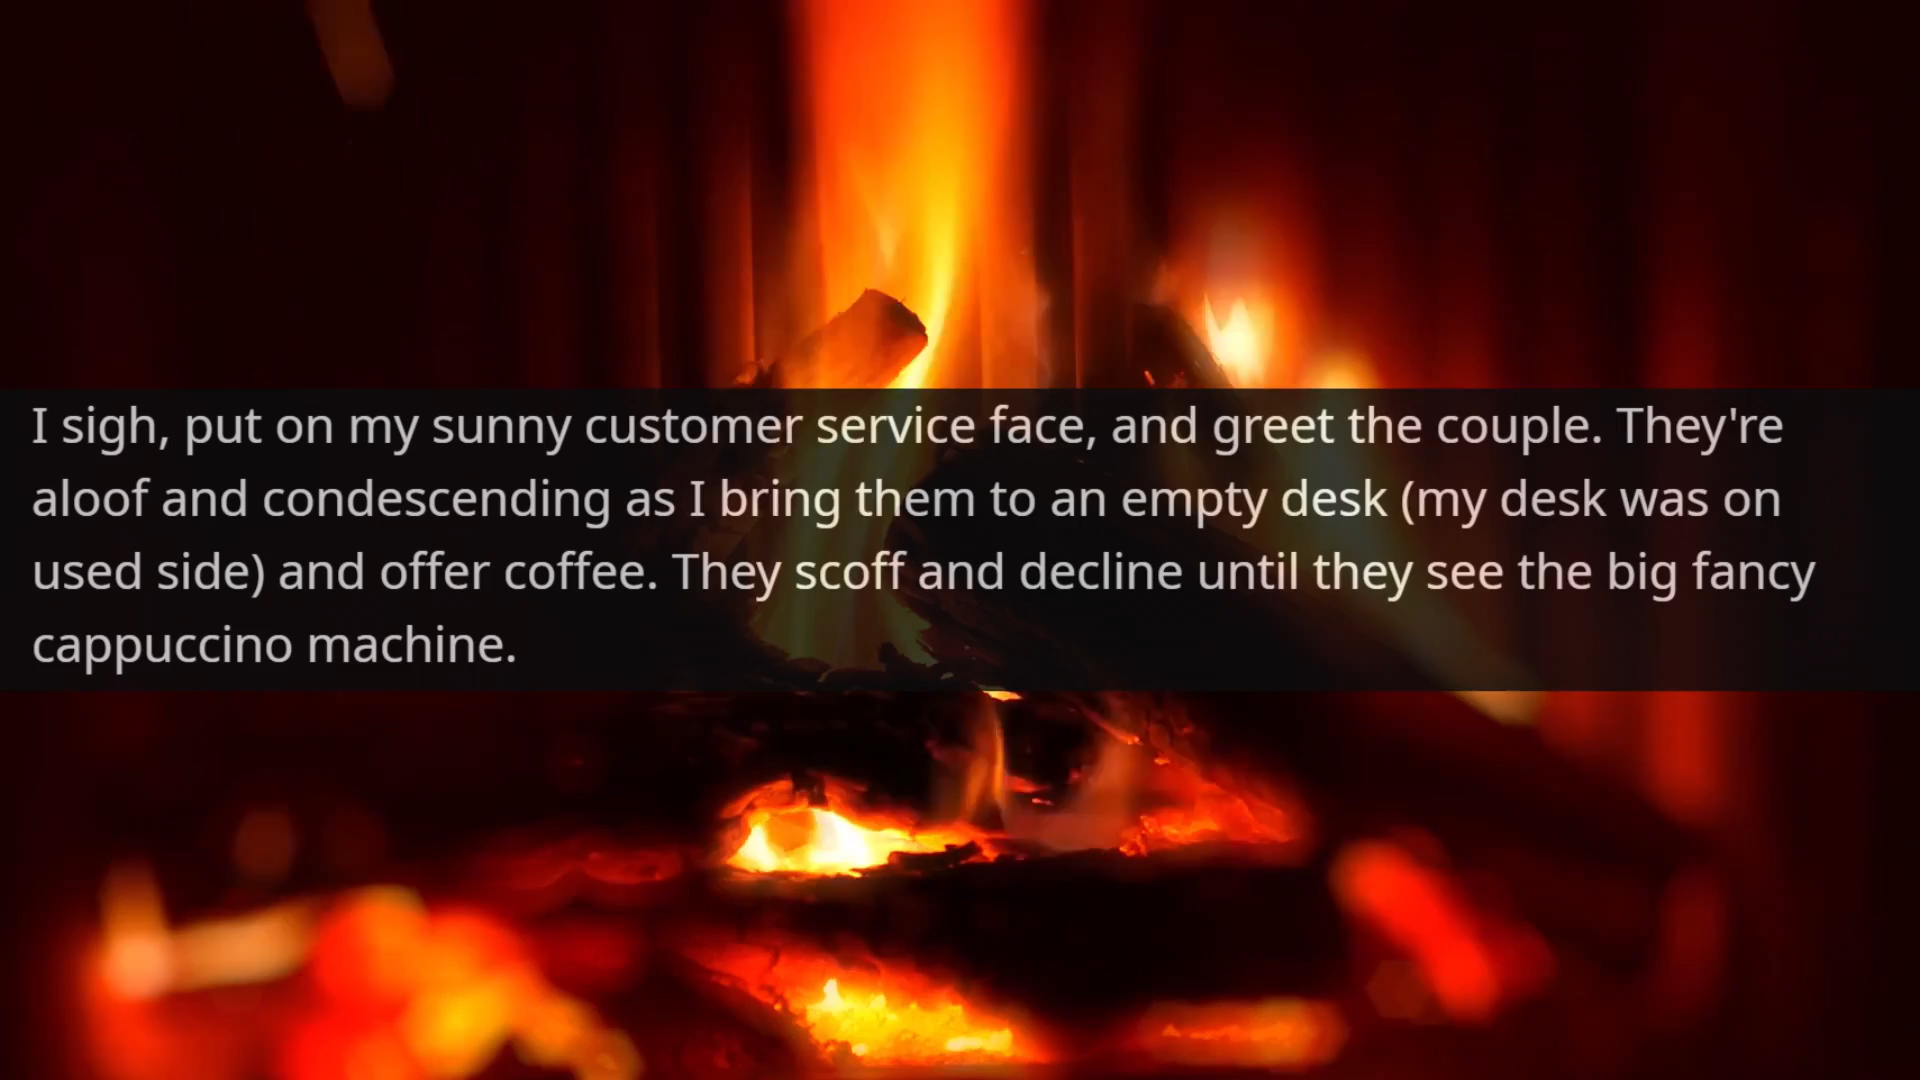 I sigh, put on my sunny customer service face, and greet the couple. They're
aloof and condescending as I bring them to an empty desk (my desk was on
used side) and offer coffee. They scoff and decline until they see the big fancy
cappuccino machine.